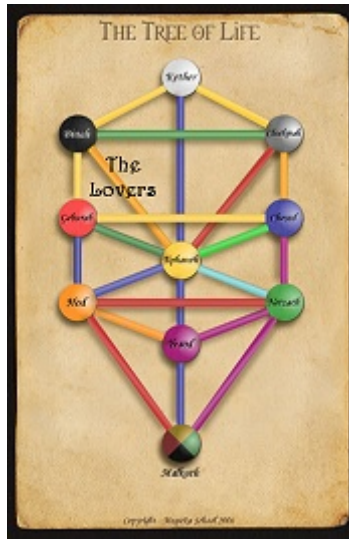 The Tree of Life
Kether
Binah
Chokmah
The
Lovers
Geburah
Chesed
Tiphareth
Hod
Netzach
Yesod
Malkuth